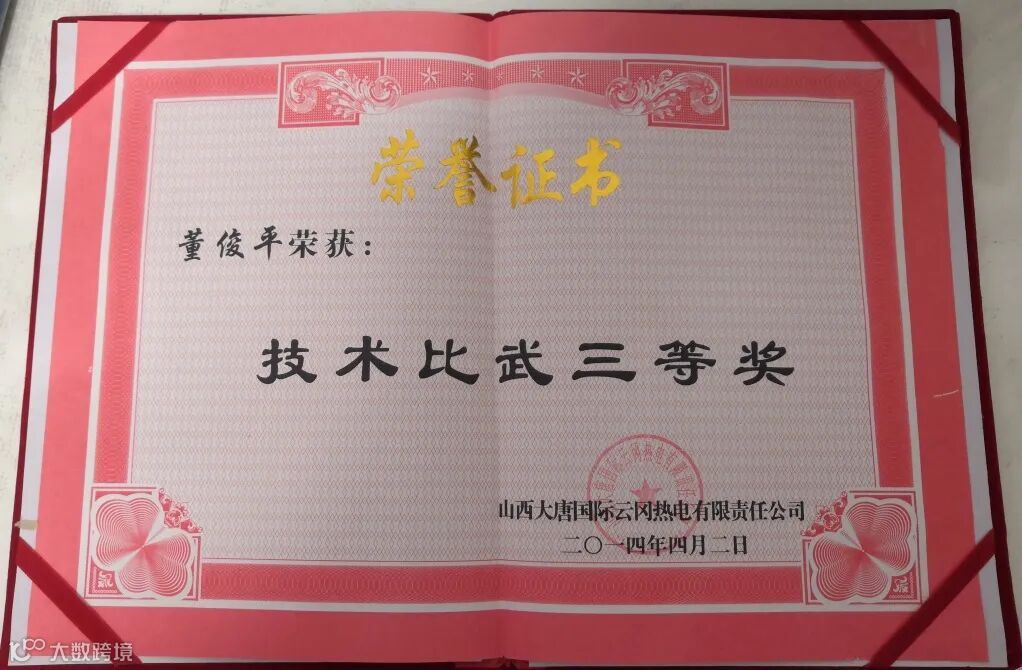 荣誉证书
董俊平荣获：
技术比武三等奖
山西大唐国际云冈热电有限责任公司
二〇一四年四月二日
大数跨境